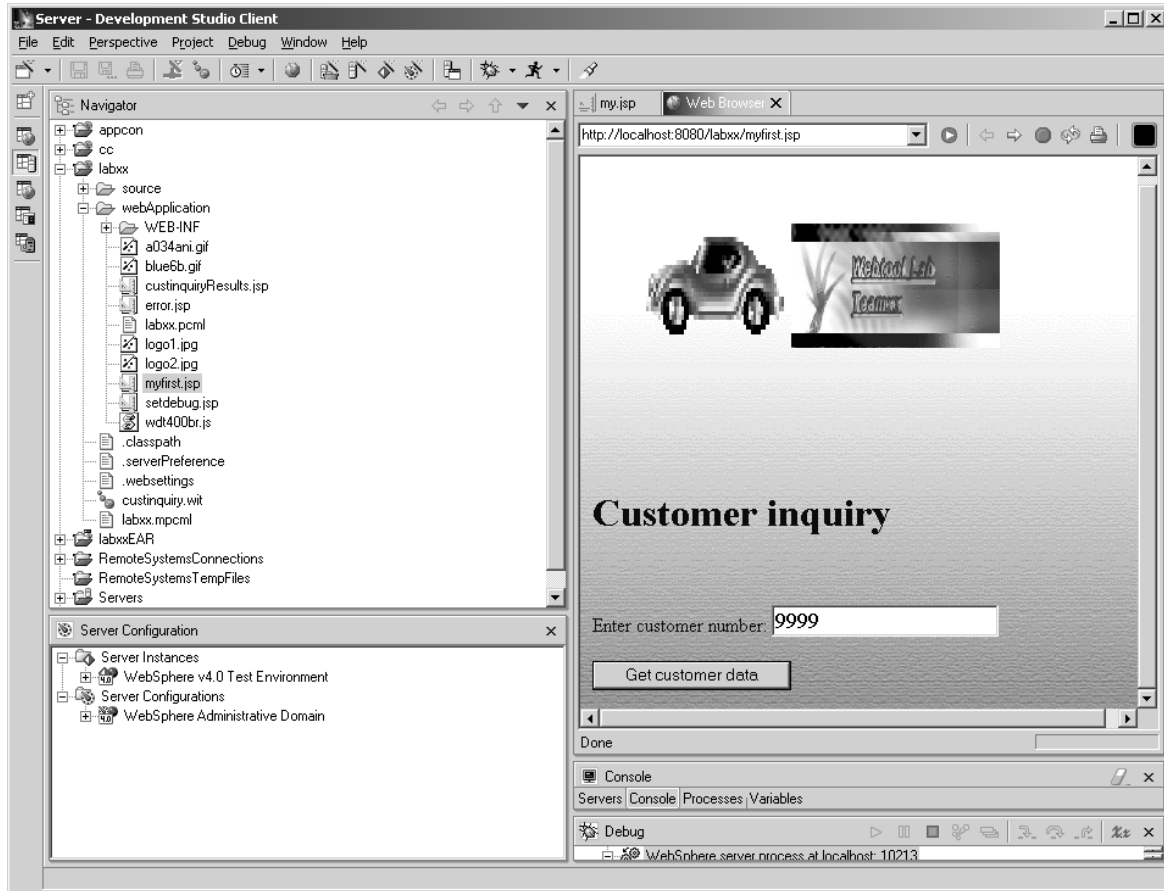 Server - Development Studio Client
File Edit Perspective Project Debug Window Help
Navigator
appcon
cc
labxx
source
webApplication
WEB-INF
a034ani.gif
blue6b.gif
custinquiryResults.jsp
error.jsp
labxx.pcml
logo1.jpg
logo2.jpg
myfirst.jsp
setdebug.jsp
wdt400br.js
.classpath
.serverPreference
.websettings
custinquiry.wit
labxx.mpcml
labxxEAR
RemoteSystemsConnections
RemoteSystemsTempFiles
Servers
Server Configuration
Server Instances
WebSphere v4.0 Test Environment
Server Configurations
WebSphere Administrative Domain
my.jsp Web Browser
http://localhost:8080/labxx/myfirst.jsp
Webtool Lab
Teamxx
Customer inquiry
Enter customer number: 9999
Get customer data
Done
Console
Servers Console Processes Variables
Debug
WebSphere server process at localhost: 10213